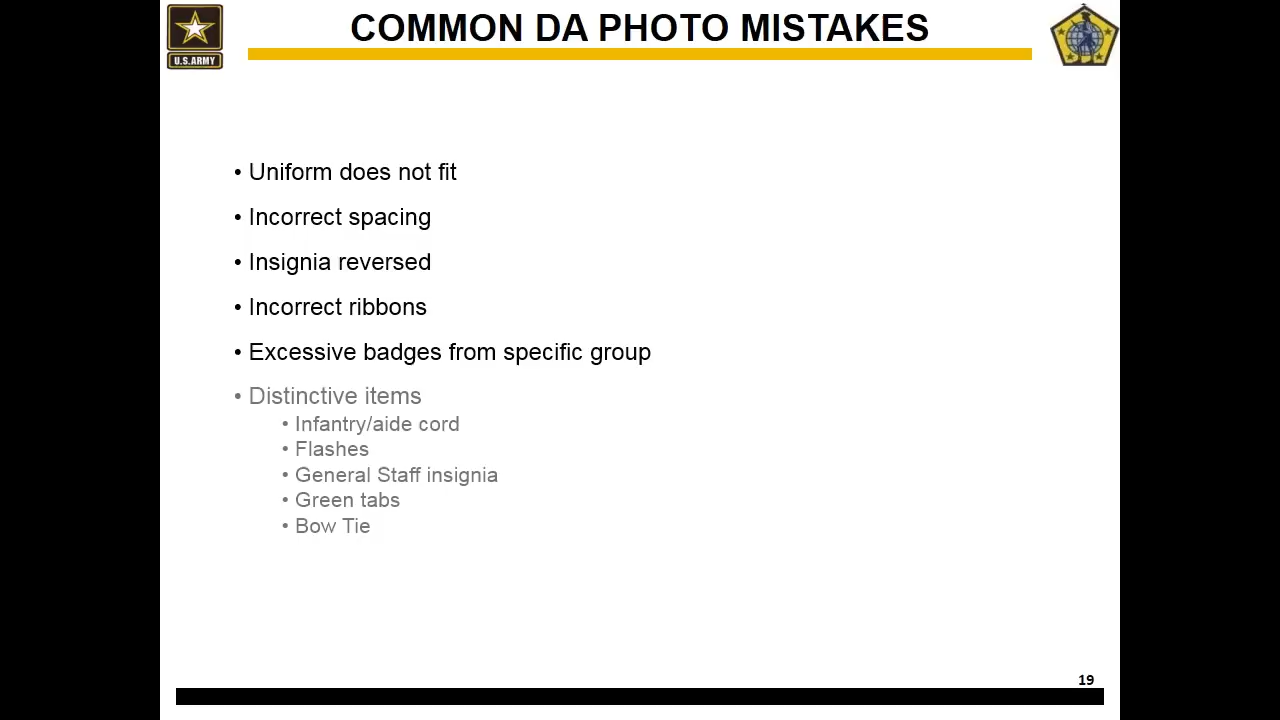 COMMON DA PHOTO MISTAKES
U.S.ARMY
• Uniform does not fit
• Incorrect spacing
• Insignia reversed
• Incorrect ribbons
• Excessive badges from specific group
• Distinctive items
• Infantry/aide cord
• Flashes
• General Staff insignia
• Green tabs
• Bow Tie
19